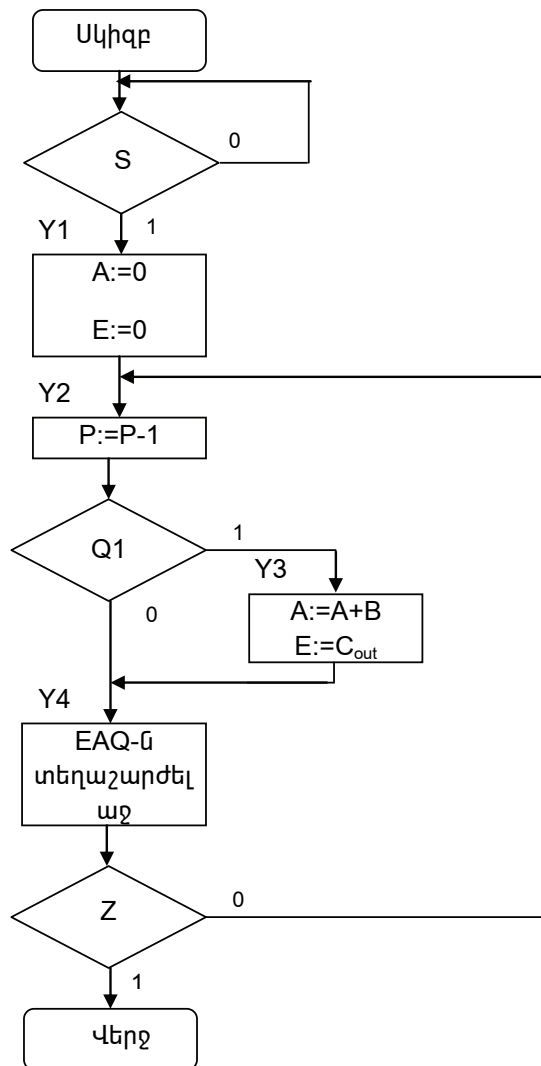 Սկիզբ
S
0
Y1
1
A:=0
E:=0
Y2
P:=P-1
Q1
1
Y3
0
A:=A+B
E:=Cout
Y4
EAQ-ն
տեղաշարժել
աջ
Z
0
1
Վերջ